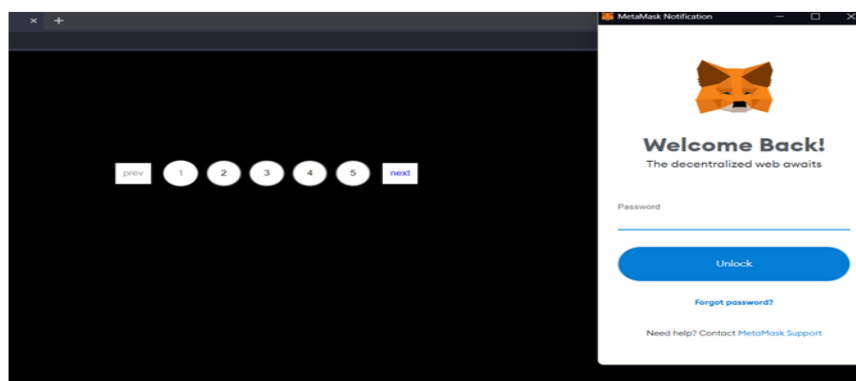 MetaMask Notification
prev 1 2 3 4 5 next
Welcome Back!
The decentralized web awaits
Password
Unlock
Forgot password?
Need help? Contact MetaMask Support